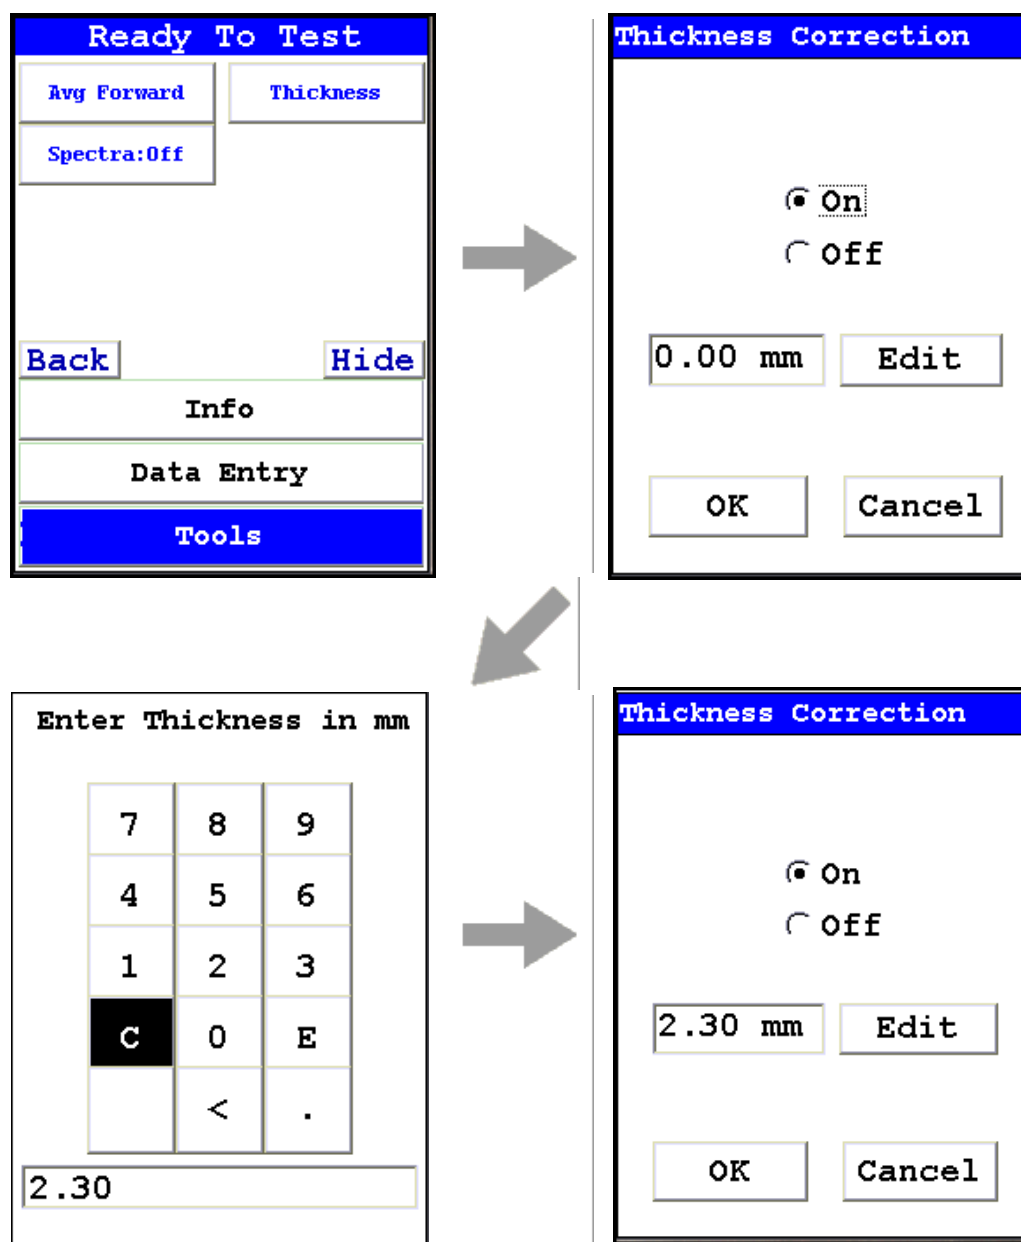 Ready To Test
Avg Forward Thickness
Spectra:Off
Back Hide
Info
Data Entry
Tools
Thickness Correction
On
Off
0.00 mm Edit
OK Cancel
Enter Thickness in mm
7 8 9
4 5 6
1 2 3
C 0 E
< .
2.30
Thickness Correction
On
Off
2.30 mm Edit
OK Cancel